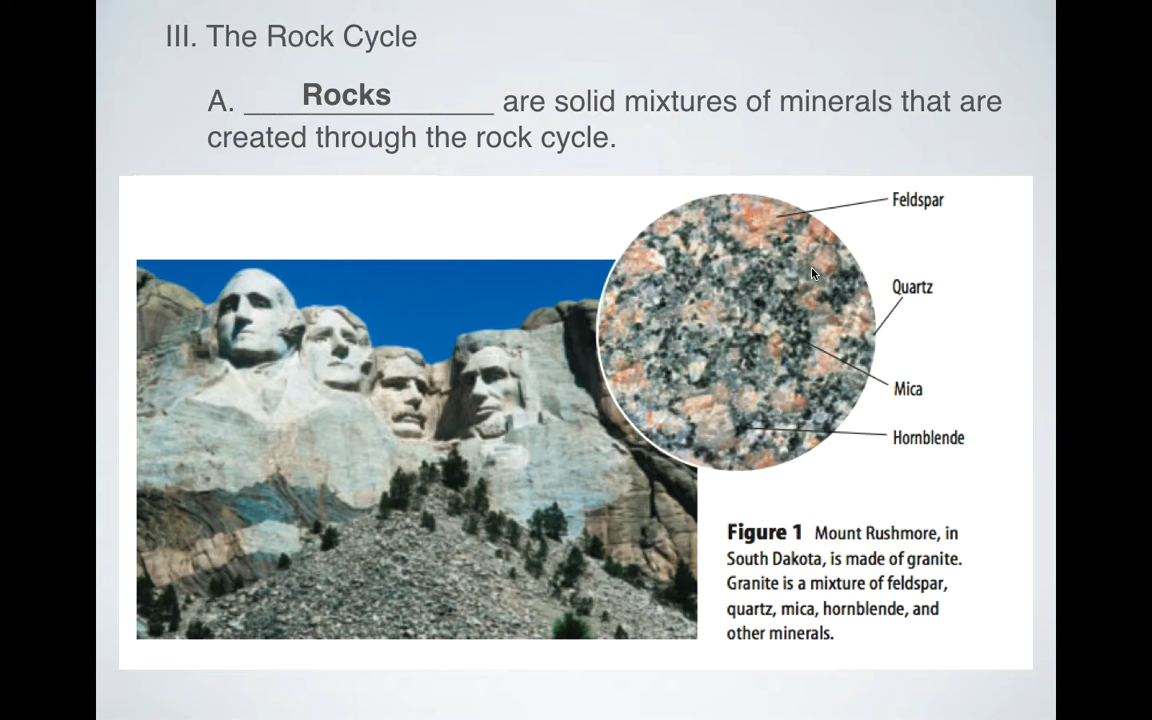 III. The Rock Cycle
A. Rocks are solid mixtures of minerals that are
created through the rock cycle.
Feldspar
Quartz
Mica
Hornblende
Figure 1 Mount Rushmore, in
South Dakota, is made of granite.
Granite is a mixture of feldspar,
quartz, mica, hornblende, and
other minerals.